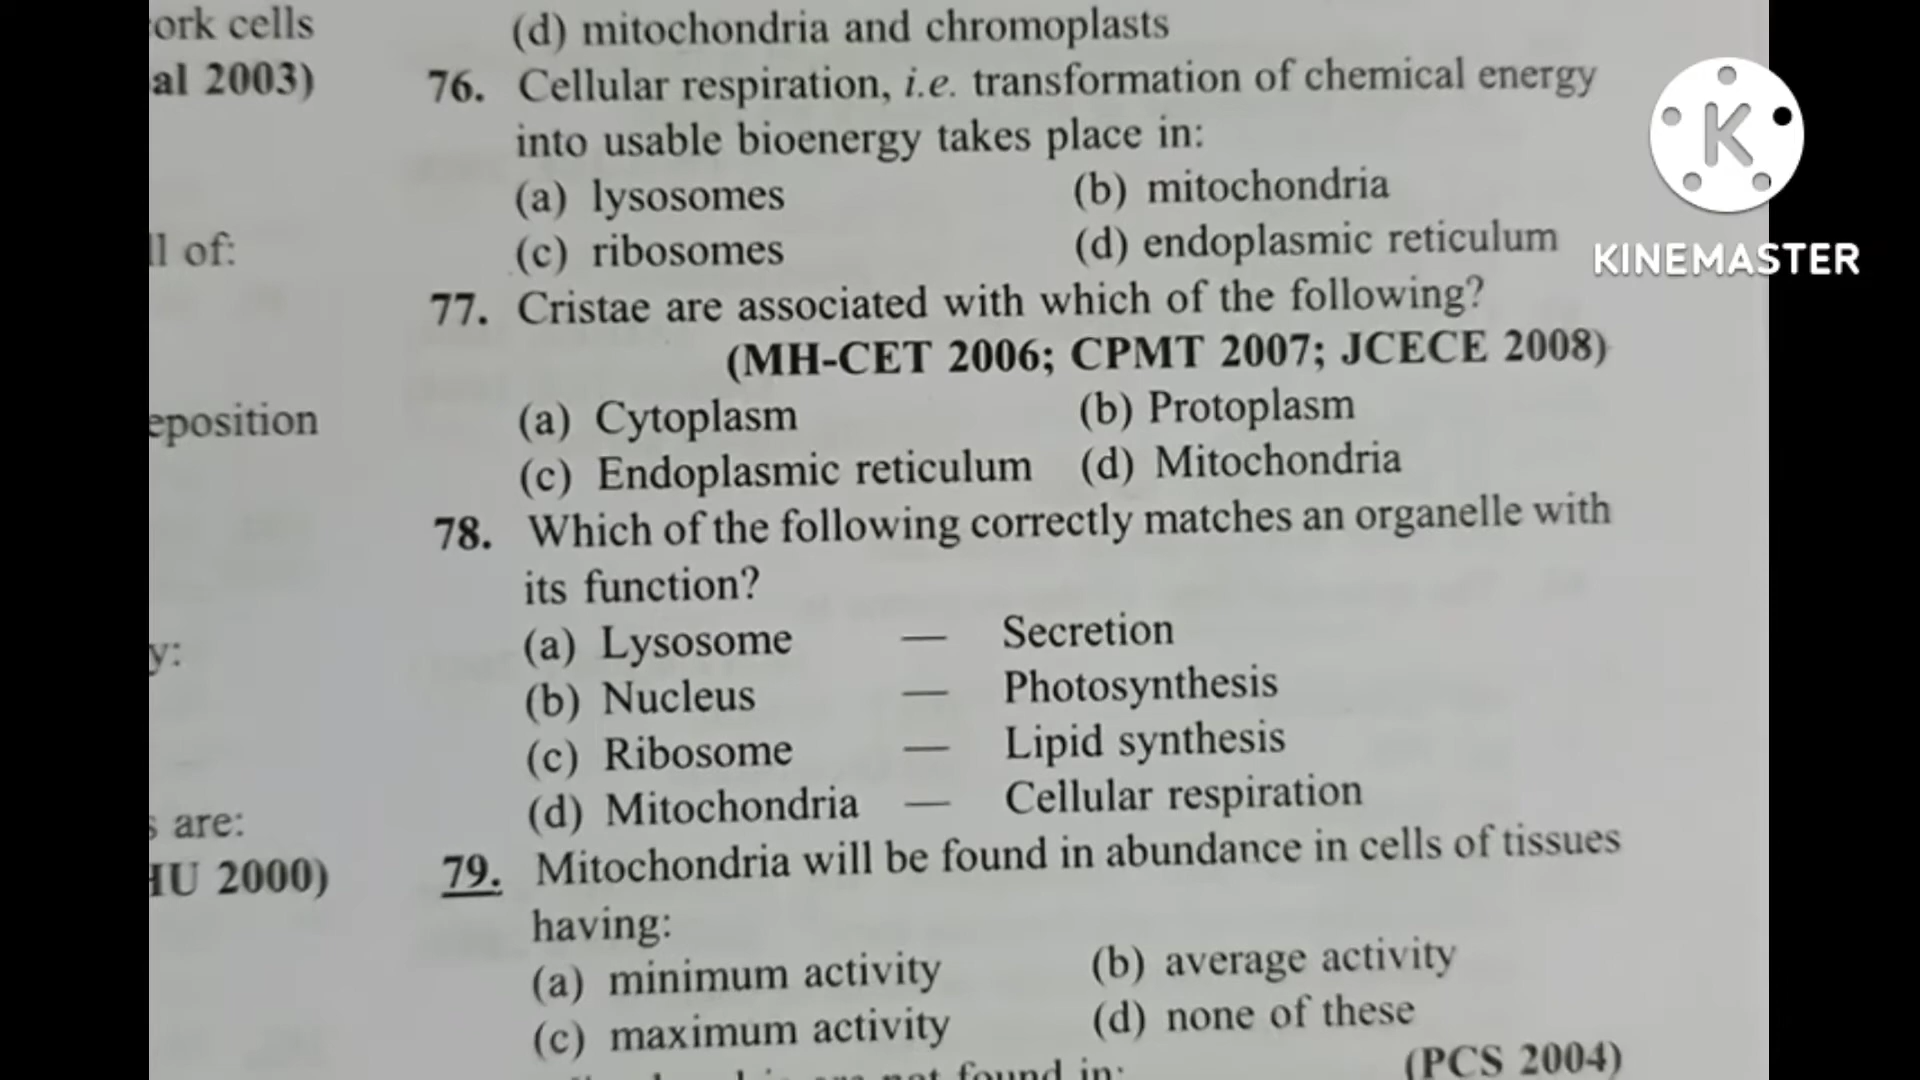 ork cells
al 2003)
ll of:
eposition
y:
s are:
HU 2000)
(d) mitochondria and chromoplasts
76. Cellular respiration, i.e. transformation of chemical energy
into usable bioenergy takes place in:
(a) lysosomes (b) mitochondria
(c) ribosomes (d) endoplasmic reticulum
77. Cristae are associated with which of the following?
(MH-CET 2006; CPMT 2007; JCECE 2008)
(a) Cytoplasm (b) Protoplasm
(c) Endoplasmic reticulum (d) Mitochondria
78. Which of the following correctly matches an organelle with
its function?
(a) Lysosome — Secretion
(b) Nucleus — Photosynthesis
(c) Ribosome — Lipid synthesis
(d) Mitochondria — Cellular respiration
79. Mitochondria will be found in abundance in cells of tissues
having:
(a) minimum activity (b) average activity
(c) maximum activity (d) none of these
(PCS 2004)
not found in:
K
KINEMASTER